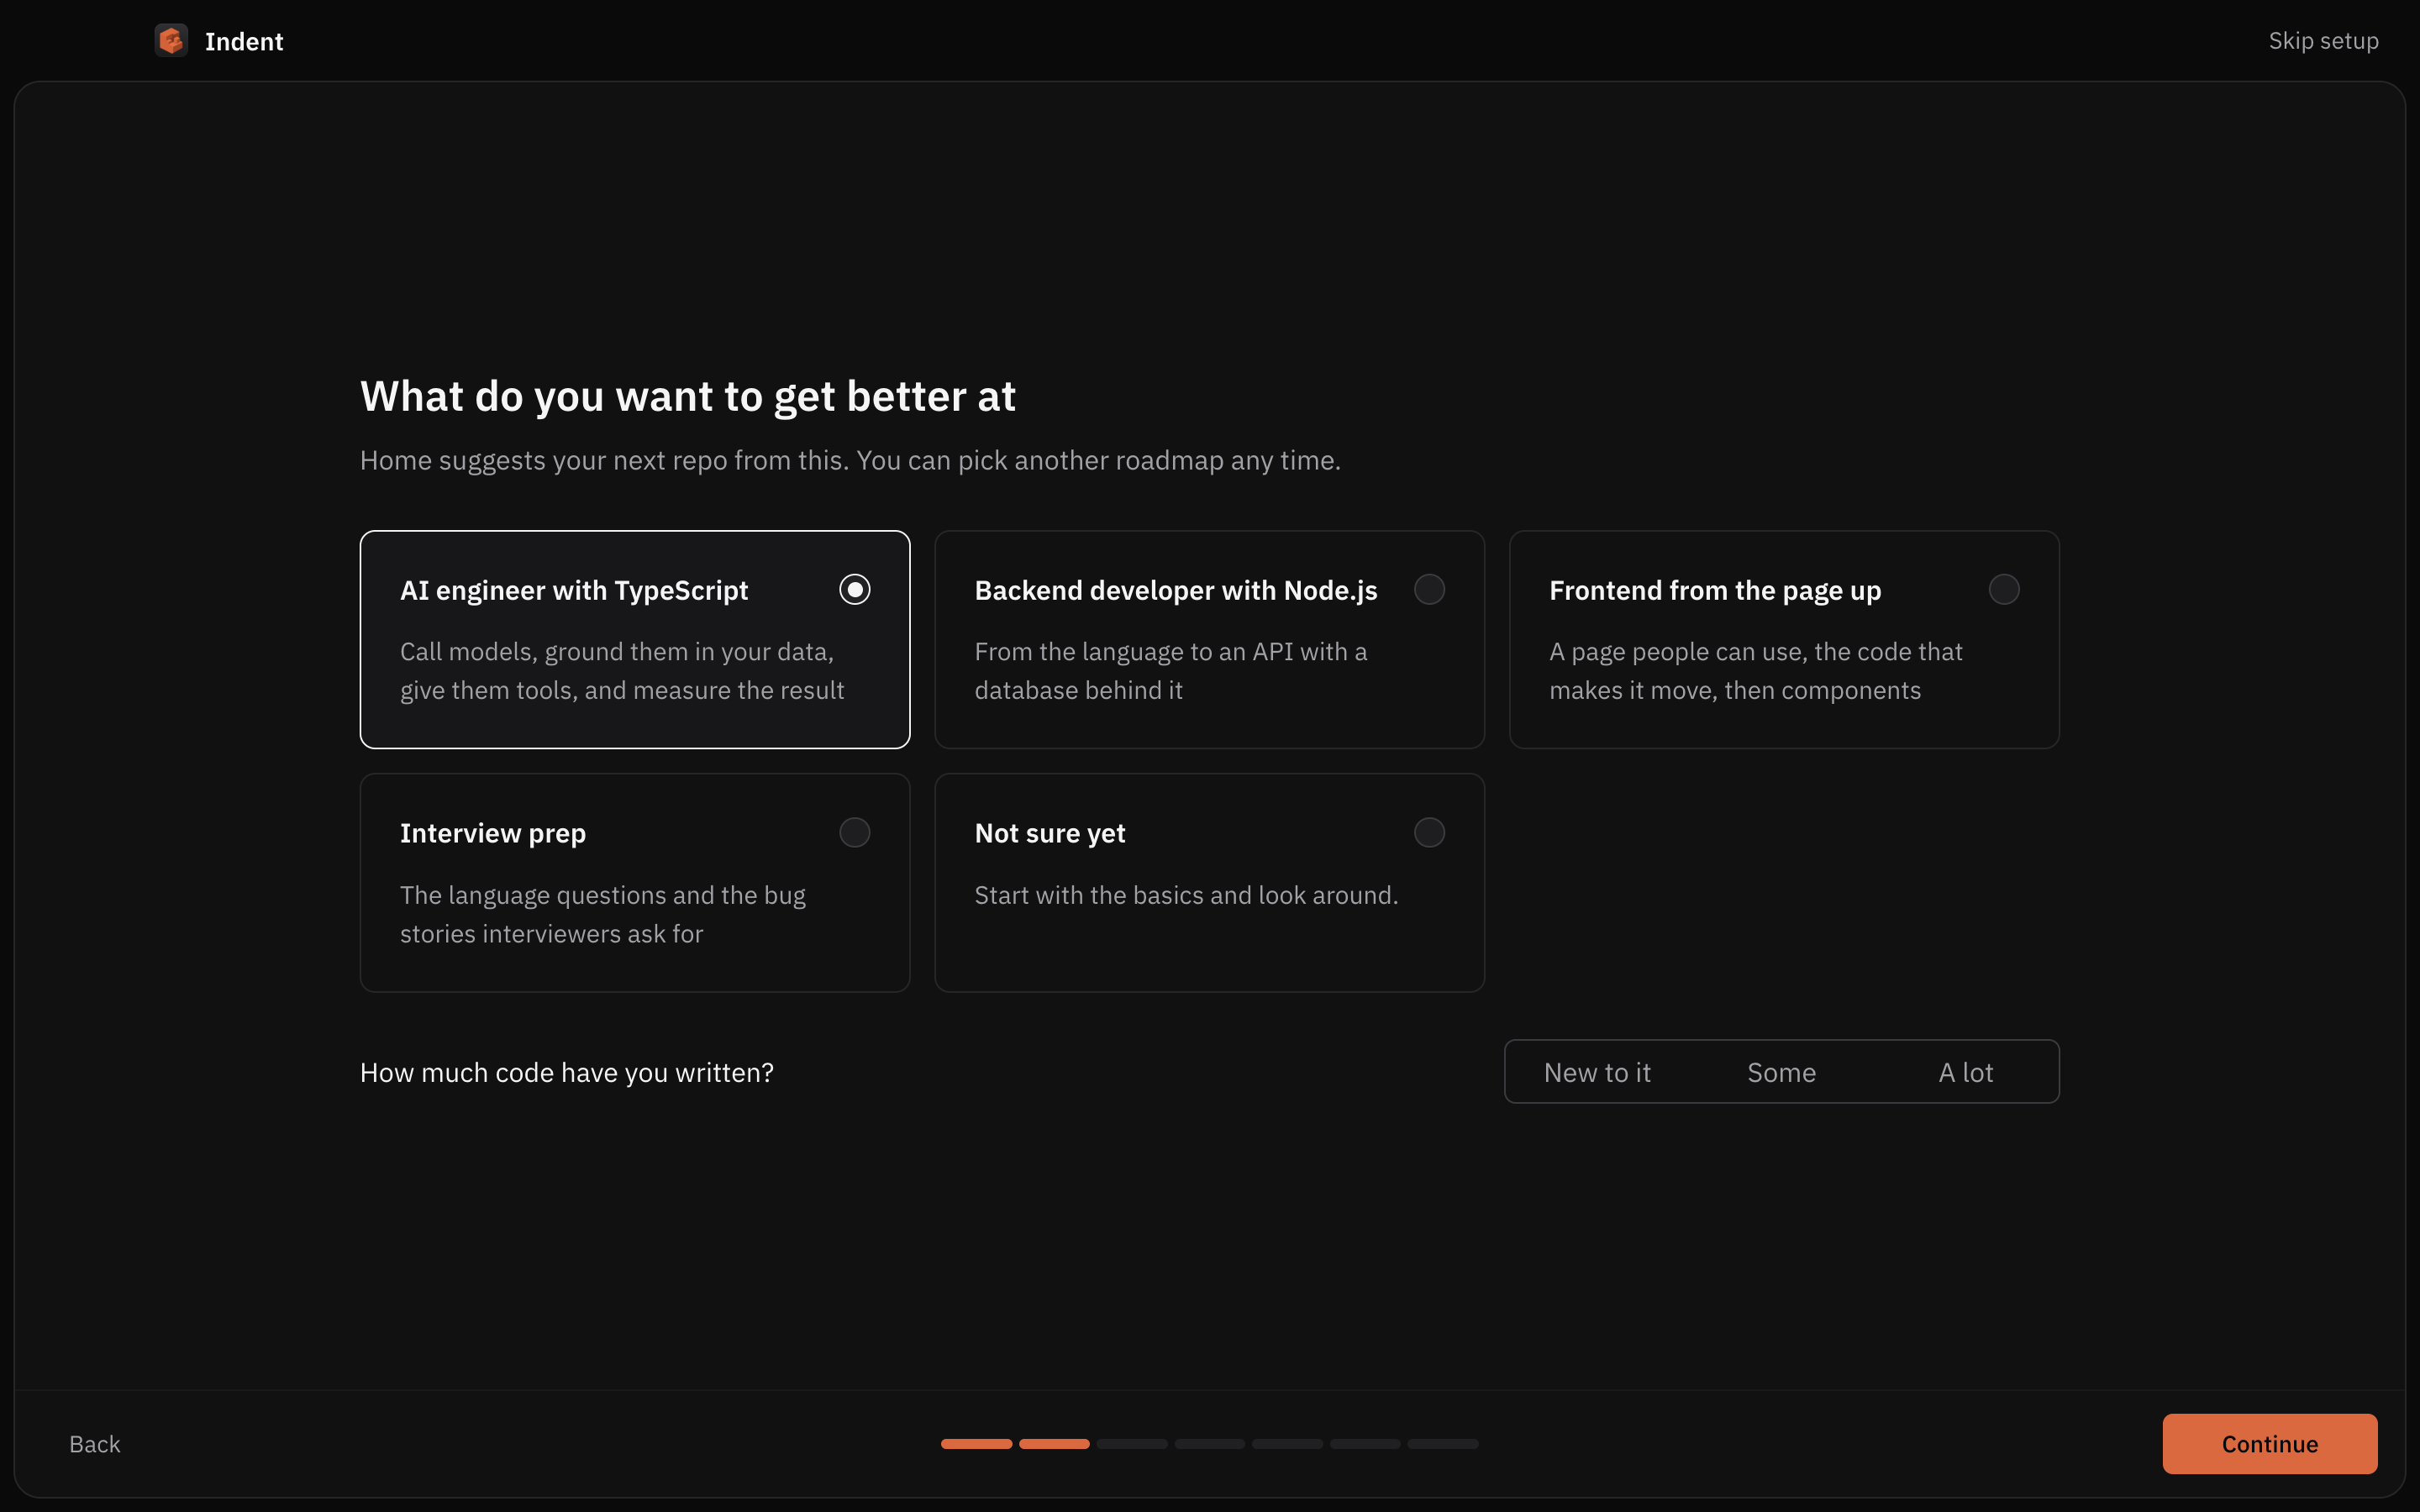 Indent
Skip setup
What do you want to get better at
Home suggests your next repo from this. You can pick another roadmap any time.
AI engineer with TypeScript
Call models, ground them in your data,
give them tools, and measure the result
Backend developer with Node.js
From the language to an API with a
database behind it
Frontend from the page up
A page people can use, the code that
makes it move, then components
Interview prep
The language questions and the bug
stories interviewers ask for
Not sure yet
Start with the basics and look around.
How much code have you written?
New to it
Some
A lot
Back
Continue